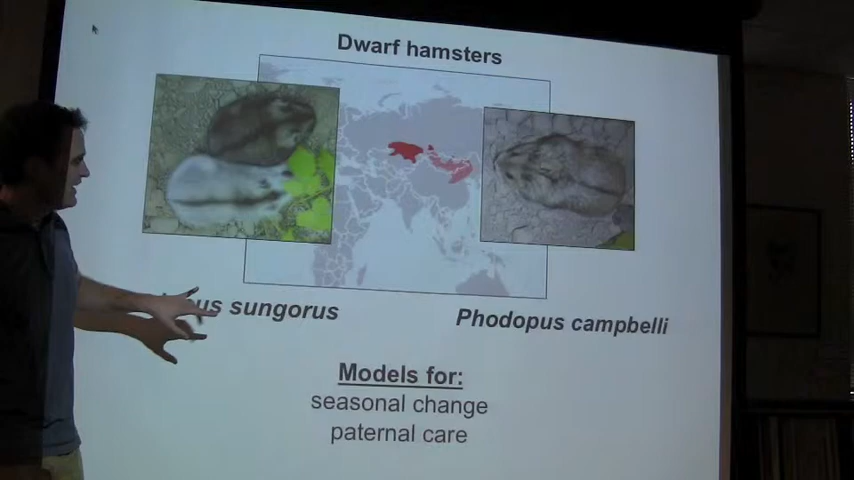 Dwarf hamsters
sungorus
Phodopus campbelli
Models for:
seasonal change
paternal care